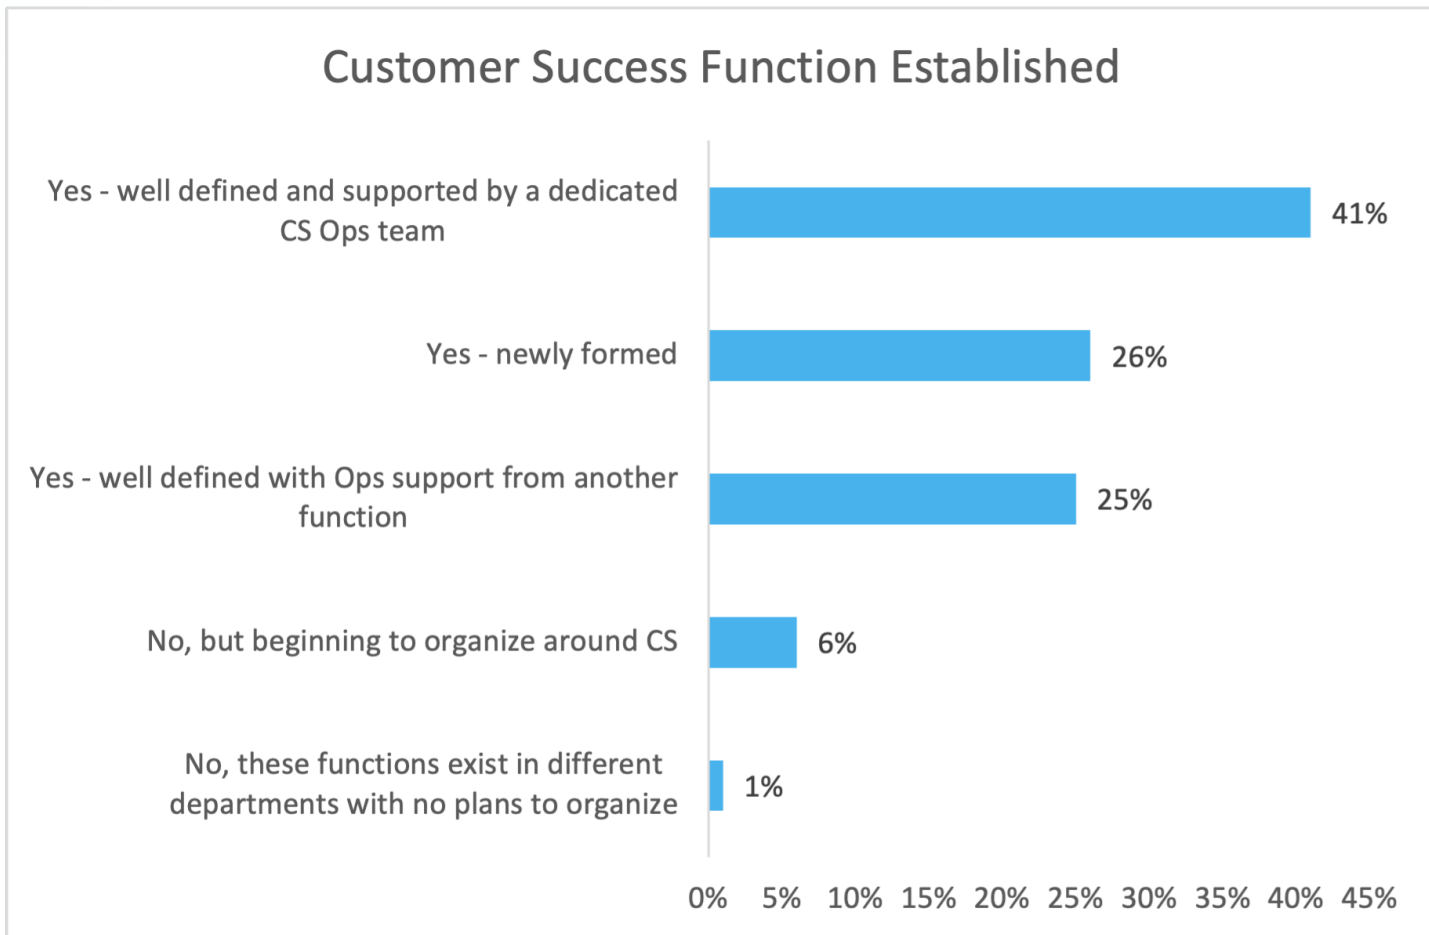 Customer Success Function Established
Yes - well defined and supported by a dedicated
CS Ops team
41%
Yes - newly formed
26%
Yes - well defined with Ops support from another
function
25%
No, but beginning to organize around CS
6%
No, these functions exist in different
departments with no plans to organize
1%
0% 5% 10% 15% 20% 25% 30% 35% 40% 45%